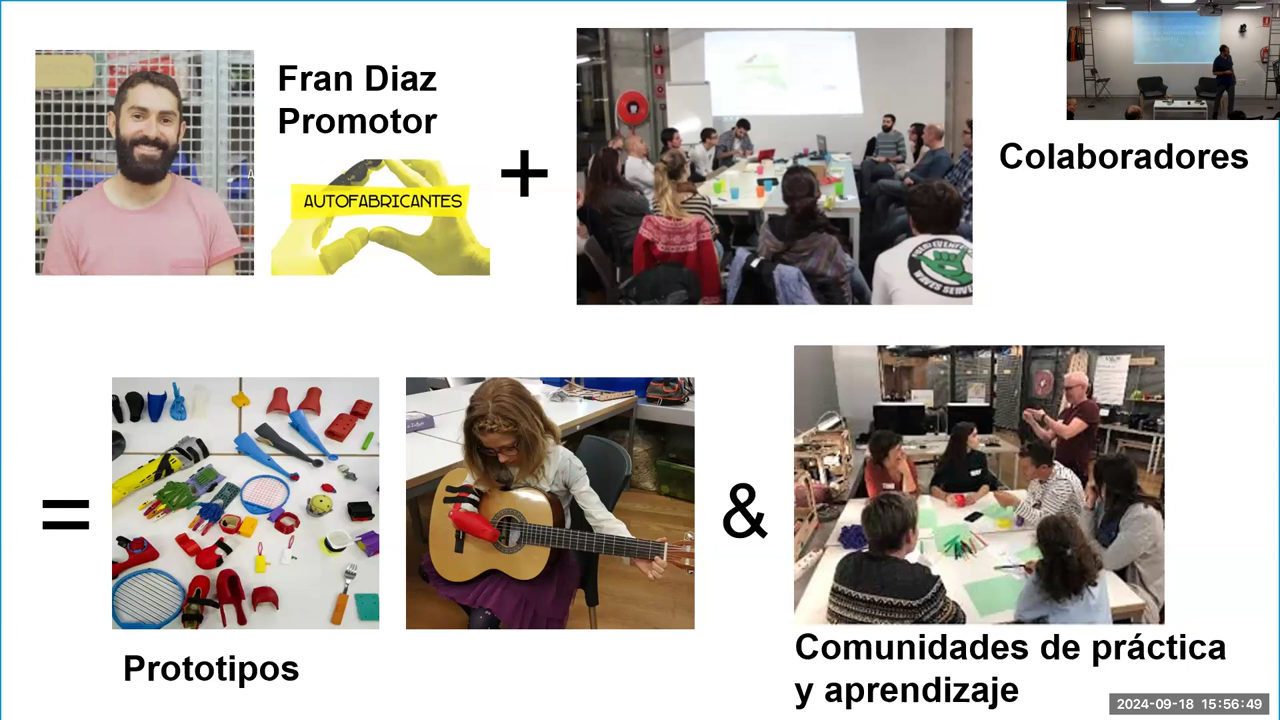 Fran Diaz
Promotor
AUTOFABRICANTES
+
Colaboradores
=
&
Prototipos
Comunidades de práctica
y aprendizaje
2024-09-18 15:56:49